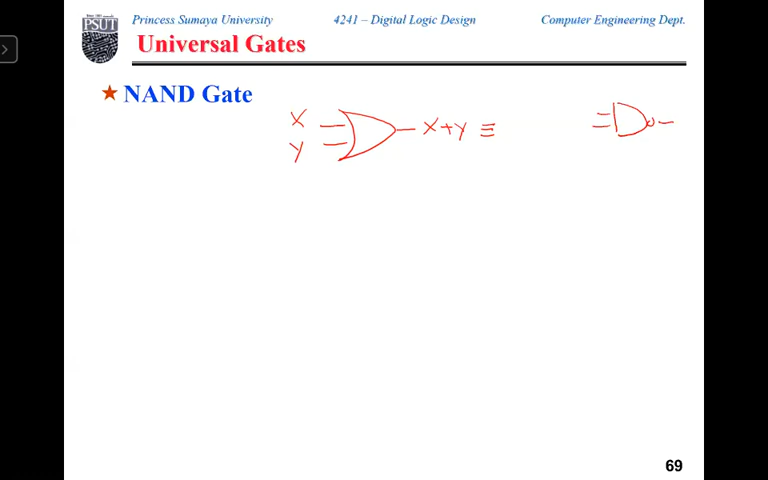 Princess Sumaya University 4241 – Digital Logic Design Computer Engineering Dept.
PSUT
Universal Gates
★ NAND Gate
X
y
x+y ≡
69